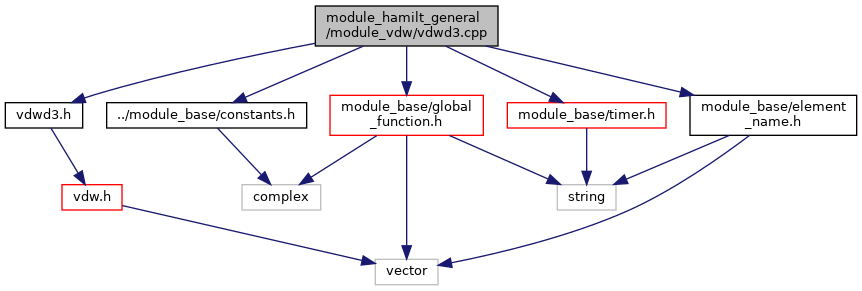 module_hamilt_general
/module_vdw/vdwd3.cpp
vdwd3.h
../module_base/constants.h
module_base/global
_function.h
module_base/timer.h
module_base/element
_name.h
vdw.h
complex
string
vector